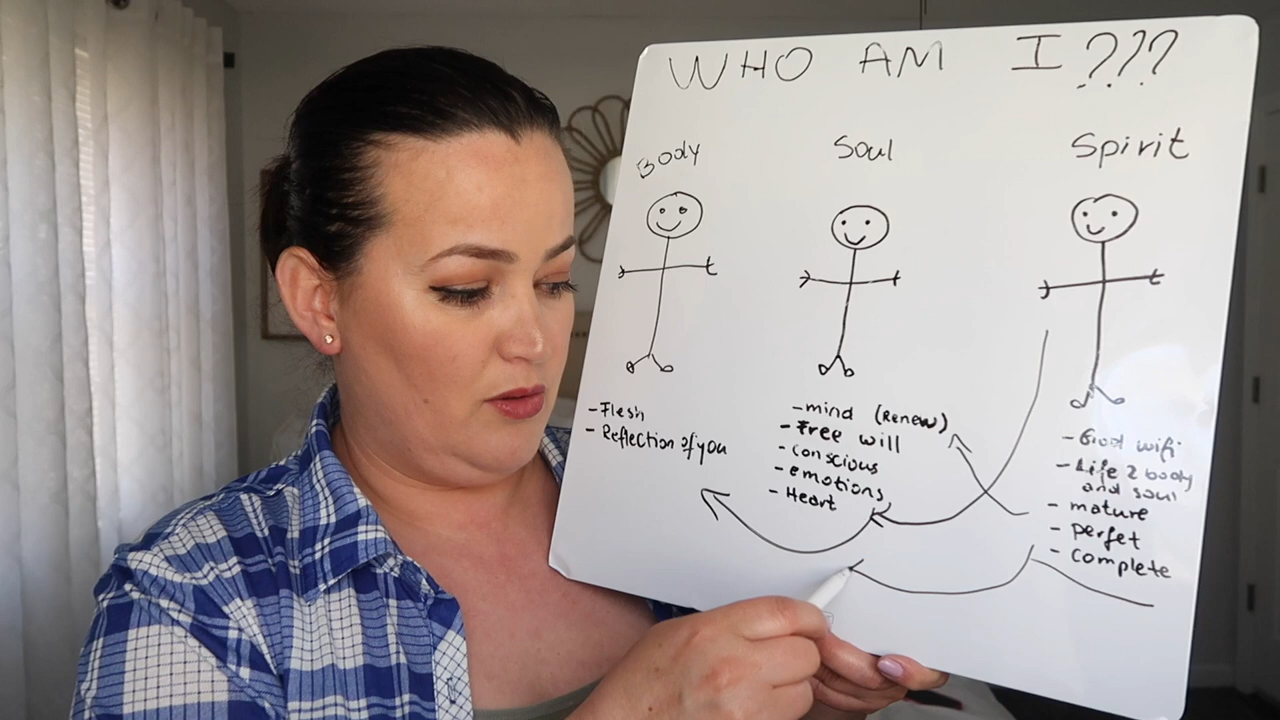 WHO AM I???
Body
Soul
Spirit
- Flesh
- Reflection of you
- mind (Renew)
- Free will
- conscious
- emotions
- Heart
- Good wifi
- Life 2 body
and soul
- mature
- perfet
- complete